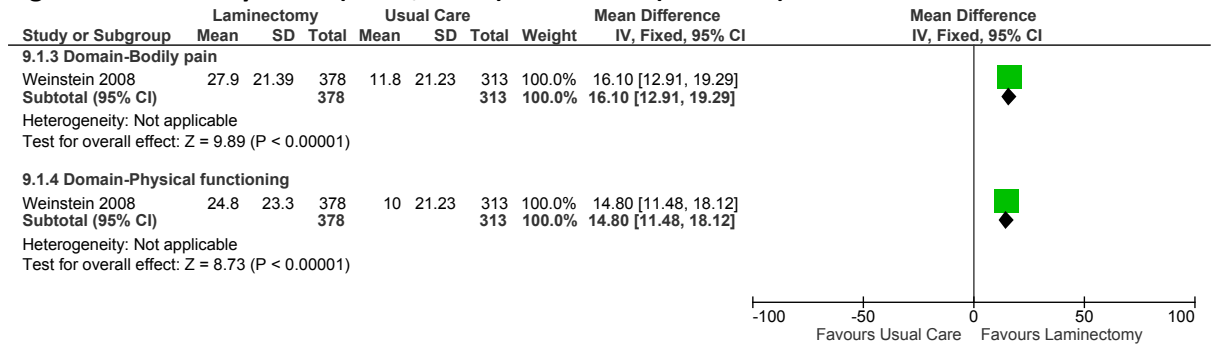 Laminectomy Usual Care Mean Difference Mean Difference
Study or Subgroup Mean SD Total Mean SD Total Weight IV, Fixed, 95% CI IV, Fixed, 95% CI
9.1.3 Domain-Bodily pain
Weinstein 2008 27.9 21.39 378 11.8 21.23 313 100.0% 16.10 [12.91, 19.29]
Subtotal (95% CI) 378 313 100.0% 16.10 [12.91, 19.29]
Heterogeneity: Not applicable
Test for overall effect: Z = 9.89 (P < 0.00001)
9.1.4 Domain-Physical functioning
Weinstein 2008 24.8 23.3 378 10 21.23 313 100.0% 14.80 [11.48, 18.12]
Subtotal (95% CI) 378 313 100.0% 14.80 [11.48, 18.12]
Heterogeneity: Not applicable
Test for overall effect: Z = 8.73 (P < 0.00001)
-100 -50 0 50 100
Favours Usual Care Favours Laminectomy